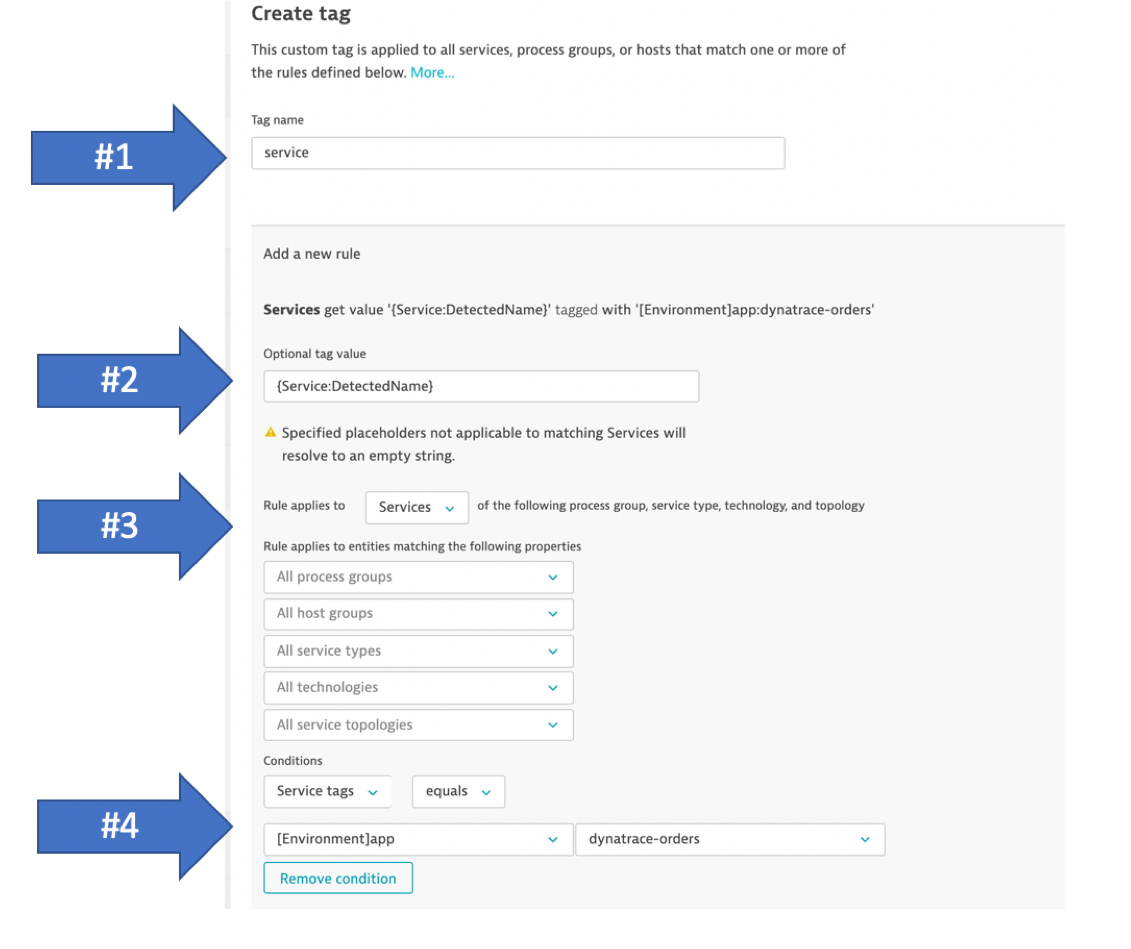 Create tag
This custom tag is applied to all services, process groups, or hosts that match one or more of
the rules defined below. More...
Tag name
#1
service
Add a new rule
Services get value '{Service:DetectedName}' tagged with '[Environment]app:dynatrace-orders'
Optional tag value
#2
{Service:DetectedName}
Specified placeholders not applicable to matching Services will
resolve to an empty string.
#3
Rule applies to Services of the following process group, service type, technology, and topology
Rule applies to entities matching the following properties
All process groups
All host groups
All service types
All technologies
All service topologies
Conditions
Service tags equals
#4
[Environment]app dynatrace-orders
Remove condition